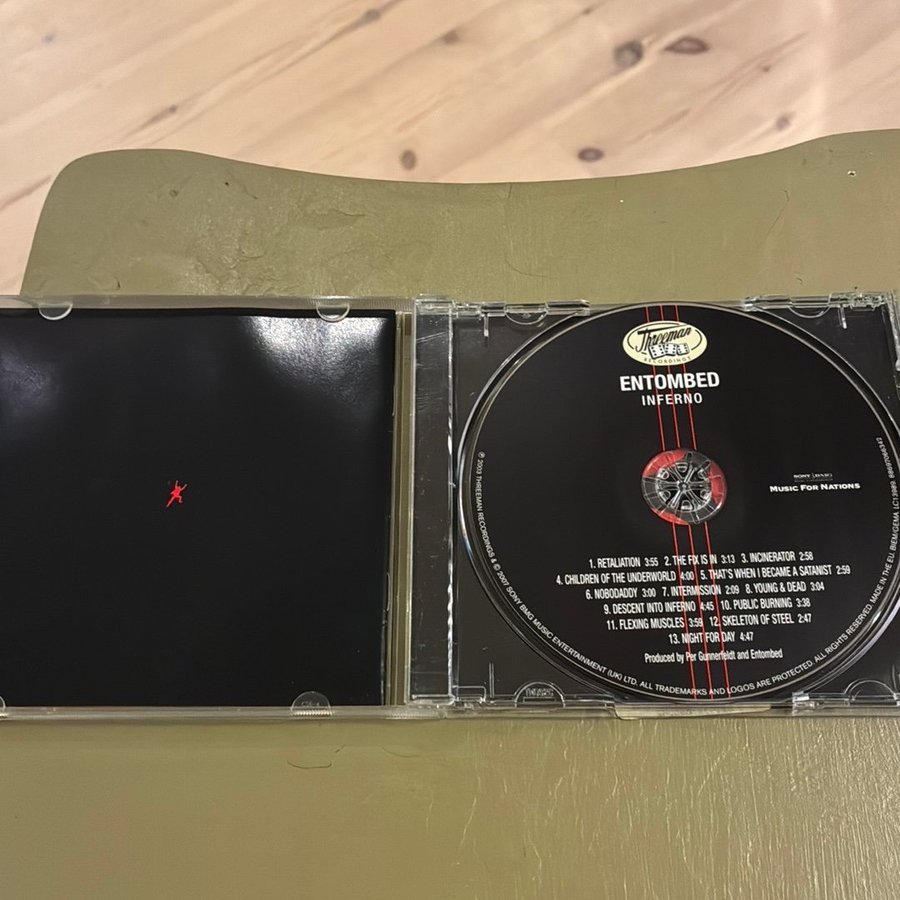 Threeman
RECORDINGS
ENTOMBED
INFERNO
SONY BMG
MUSIC FOR NATIONS
1. RETALIATION 3:55 2. THE FIX IS IN 3:13 3. INCINERATOR 2:58
4. CHILDREN OF THE UNDERWORLD 4:00 5. THAT'S WHEN I BECAME A SATANIST 2:59
6. NOBODADDY 3:00 7. INTERMISSION 2:09 8. YOUNG & DEAD 3:04
9. DESCENT INTO INFERNO 4:45 10. PUBLIC BURNING 3:38
11. FLEXING MUSCLES 3:59 12. SKELETON OF STEEL 2:47
13. NIGHT FOR DAY 4:47
Produced by Per Gunnerfeldt and Entombed
℗ 2003 THREEMAN RECORDINGS & © 2007 SONY BMG MUSIC ENTERTAINMENT (UK) LTD. ALL TRADEMARKS AND LOGOS ARE PROTECTED. ALL RIGHTS RESERVED. MADE IN THE EU. BIEM/GEMA. LC13989. 88697066342